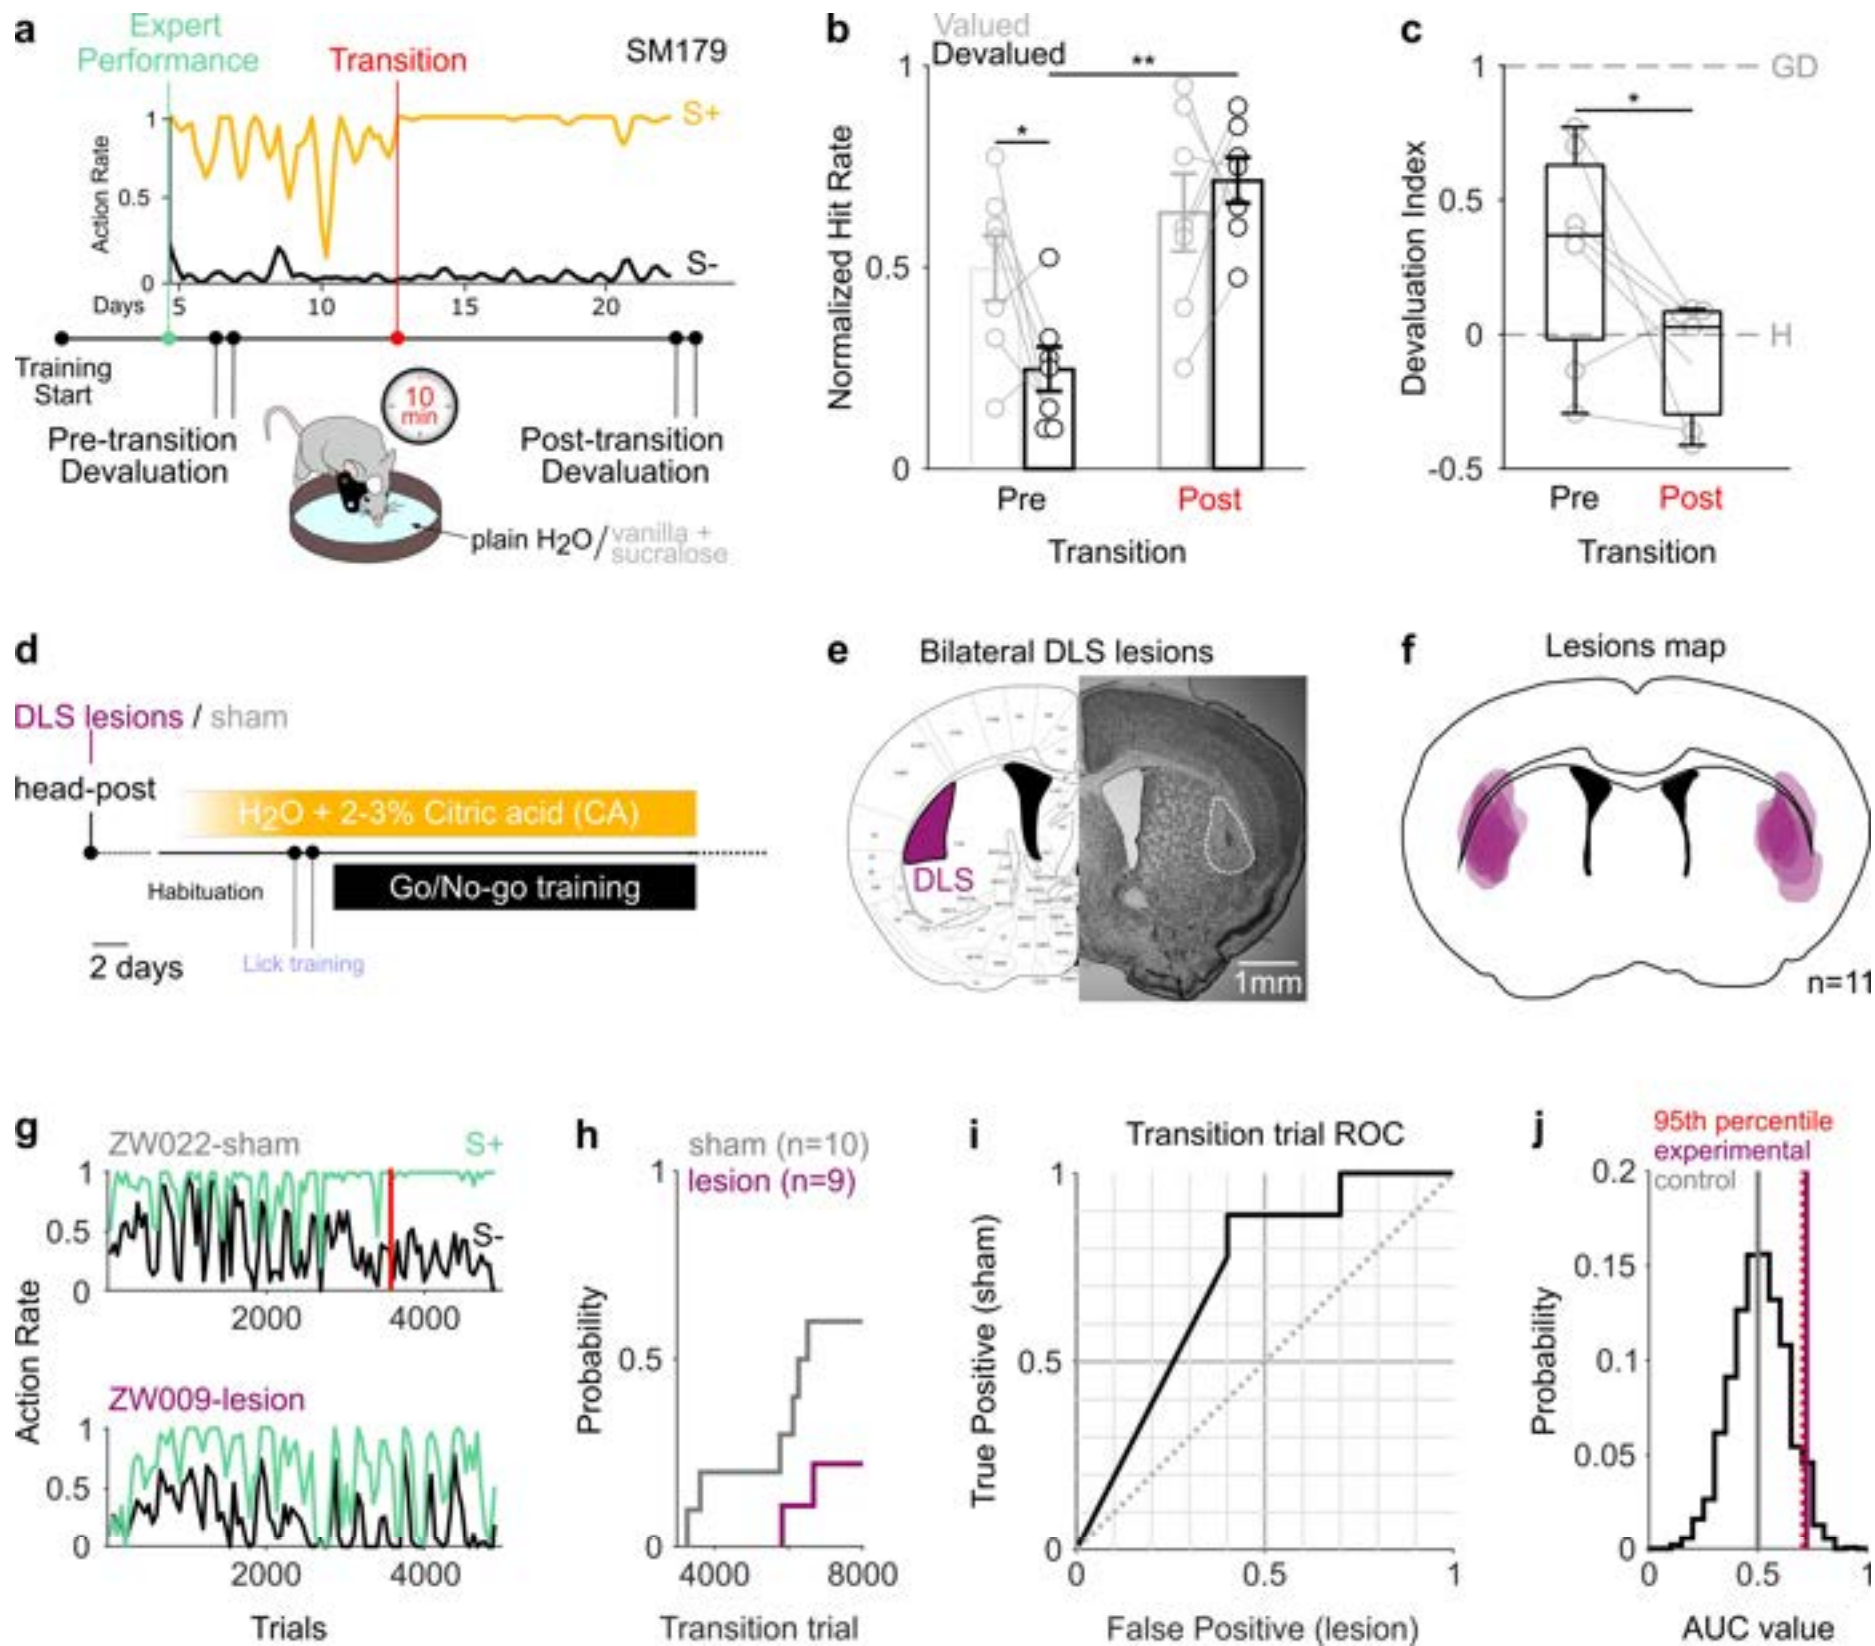 a
Expert
Performance
Transition
SM179
S+
1
0.5
0
Action Rate
S-
Days
5
10
15
20
Training
Start
10
min
Pre-transition
Devaluation
Post-transition
Devaluation
plain H2O/vanilla +
sucralose
b
Valued
Devalued
**
*
1
0.5
0
Normalized Hit Rate
Pre
Post
Transition
c
GD
*
H
1
0.5
0
-0.5
Devaluation Index
Pre
Post
Transition
d
DLS lesions / sham
head-post
H2O + 2-3% Citric acid (CA)
Habituation
Go/No-go training
2 days
Lick training
e
Bilateral DLS lesions
DLS
1mm
f
Lesions map
n=11
g
ZW022-sham
S+
1
0.5
0
S-
2000
4000
Action Rate
ZW009-lesion
1
0.5
0
2000
4000
Trials
h
sham (n=10)
lesion (n=9)
1
0.5
0
Probability
4000
8000
Transition trial
i
Transition trial ROC
1
0.5
0
True Positive (sham)
0
0.5
1
False Positive (lesion)
j
95th percentile
experimental
control
0.2
0.15
0.1
0.05
0
Probability
0
0.5
1
AUC value